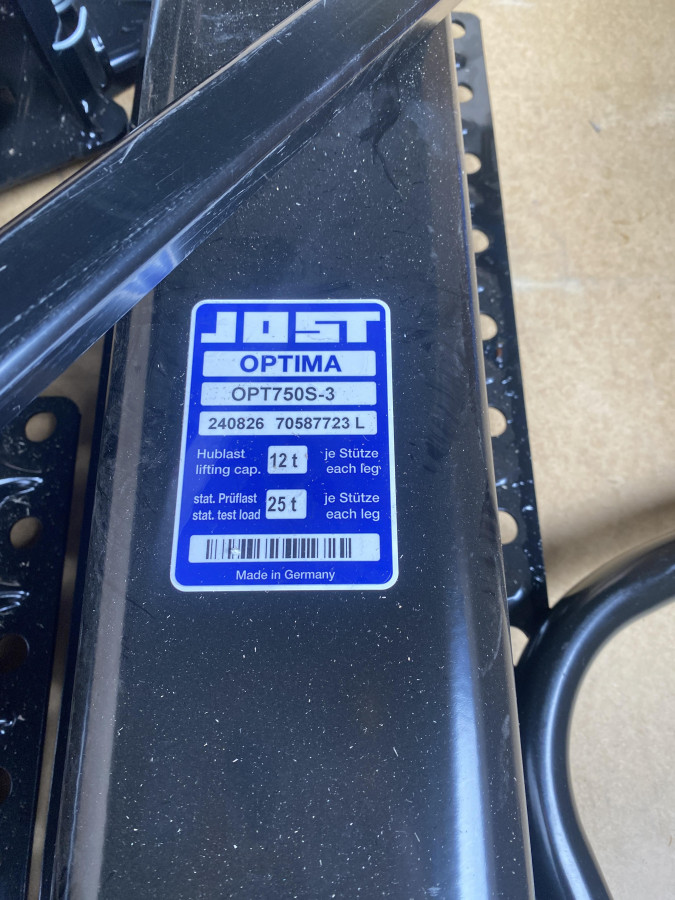 JOST
OPTIMA
OPT750S-3
240826 70587723 L
Hublast
lifting cap. 12 t je Stütze
each leg
stat. Prüflast
stat. test load 25 t je Stütze
each leg
Made in Germany